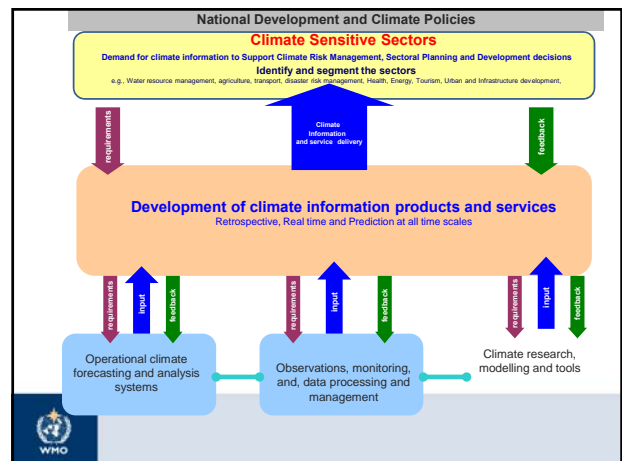 National Development and Climate Policies
Climate Sensitive Sectors
Demand for climate information to Support Climate Risk Management, Sectoral Planning and Development decisions
Identify and segment the sectors
e.g., Water resource management, agriculture, transport, disaster risk management, Health, Energy, Tourism, Urban and Infrastructure development,
requirements
Climate
Information
and service delivery
feedback
Development of climate information products and services
Retrospective, Real time and Prediction at all time scales
requirements
input
feedback
requirements
input
feedback
requirements
input
feedback
Operational climate
forecasting and analysis
systems
Observations, monitoring,
and, data processing and
management
Climate research,
modelling and tools
WMO